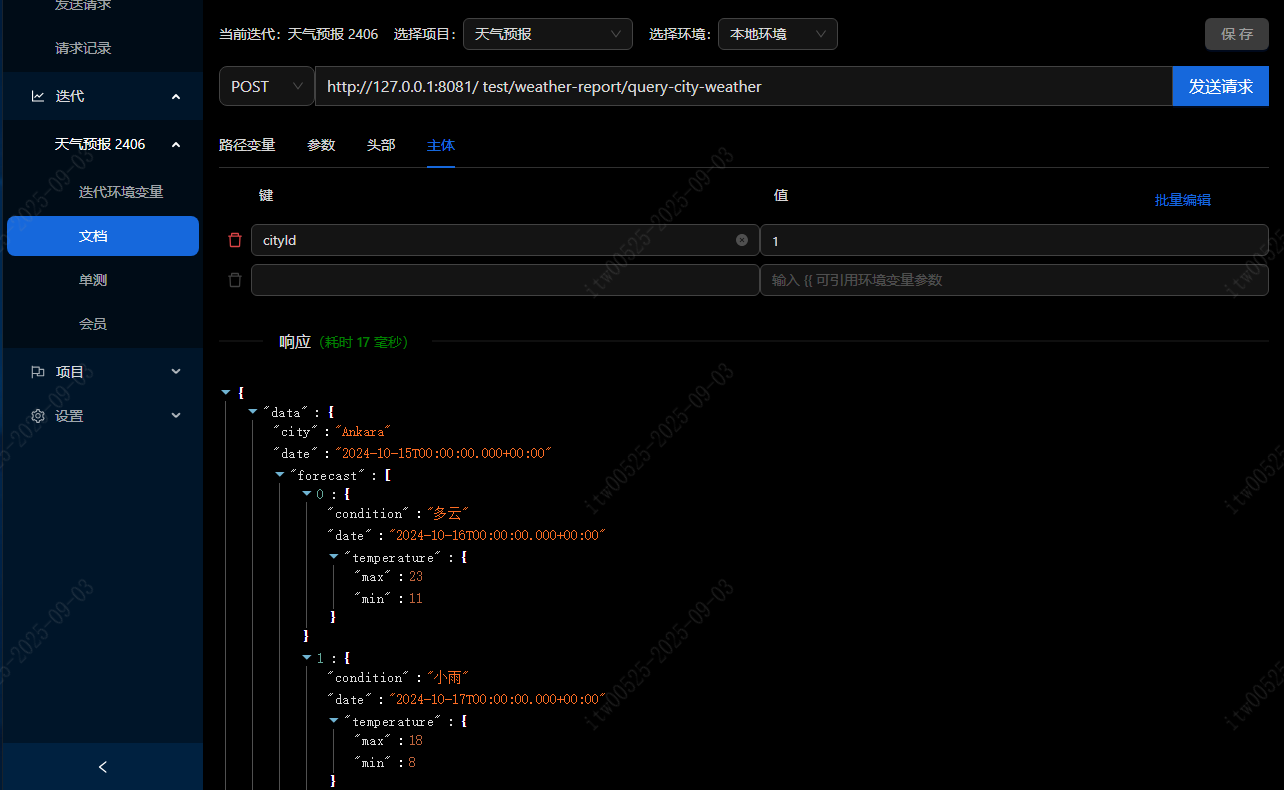 发送请求
请求记录
迭代
天气预报 2406
迭代环境变量
文档
单测
会员
项目
设置
当前迭代: 天气预报 2406 选择项目: 天气预报 选择环境: 本地环境 保 存
POST http://127.0.0.1:8081/ test/weather-report/query-city-weather 发送请求
路径变量 参数 头部 主体
键 值 批量编辑
cityId 1
输入 {{ 可引用环境变量参数
响应 (耗时 17 毫秒)
{
"data" : {
"city" : "Ankara"
"date" : "2024-10-15T00:00:00.000+00:00"
"forecast" : [
0 : {
"condition" : "多云"
"date" : "2024-10-16T00:00:00.000+00:00"
"temperature" : {
"max" : 23
"min" : 11
}
}
1 : {
"condition" : "小雨"
"date" : "2024-10-17T00:00:00.000+00:00"
"temperature" : {
"max" : 18
"min" : 8
}
itw00525-2025-09-03
itw00525-2025-09-03
itw00525-2025-09-03